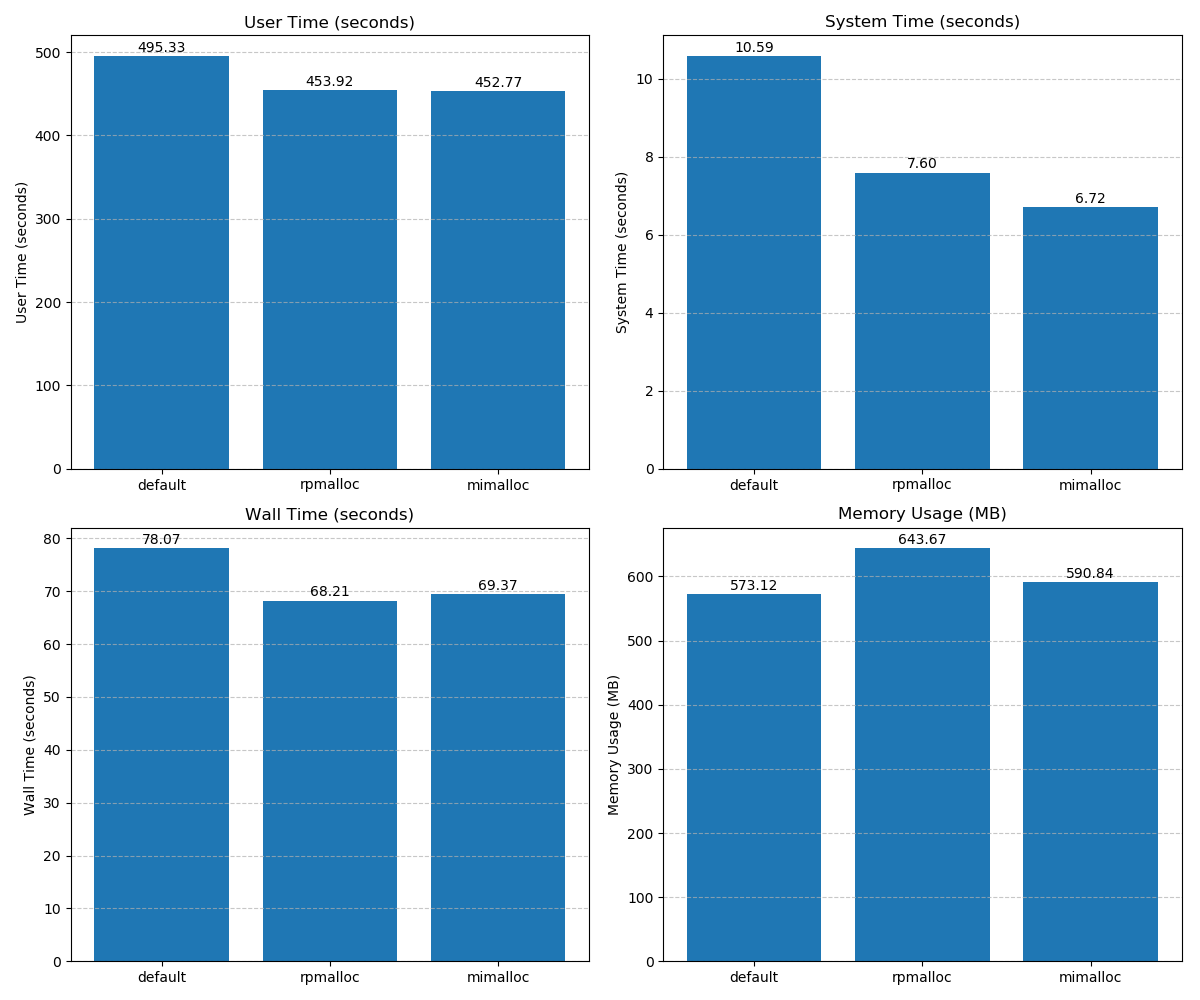 User Time (seconds)
User Time (seconds)
500
400
300
200
100
0
495.33
453.92
452.77
default
rpmalloc
mimalloc
System Time (seconds)
System Time (seconds)
10
8
6
4
2
0
10.59
7.60
6.72
default
rpmalloc
mimalloc
Wall Time (seconds)
Wall Time (seconds)
80
70
60
50
40
30
20
10
0
78.07
68.21
69.37
default
rpmalloc
mimalloc
Memory Usage (MB)
Memory Usage (MB)
600
500
400
300
200
100
0
573.12
643.67
590.84
default
rpmalloc
mimalloc